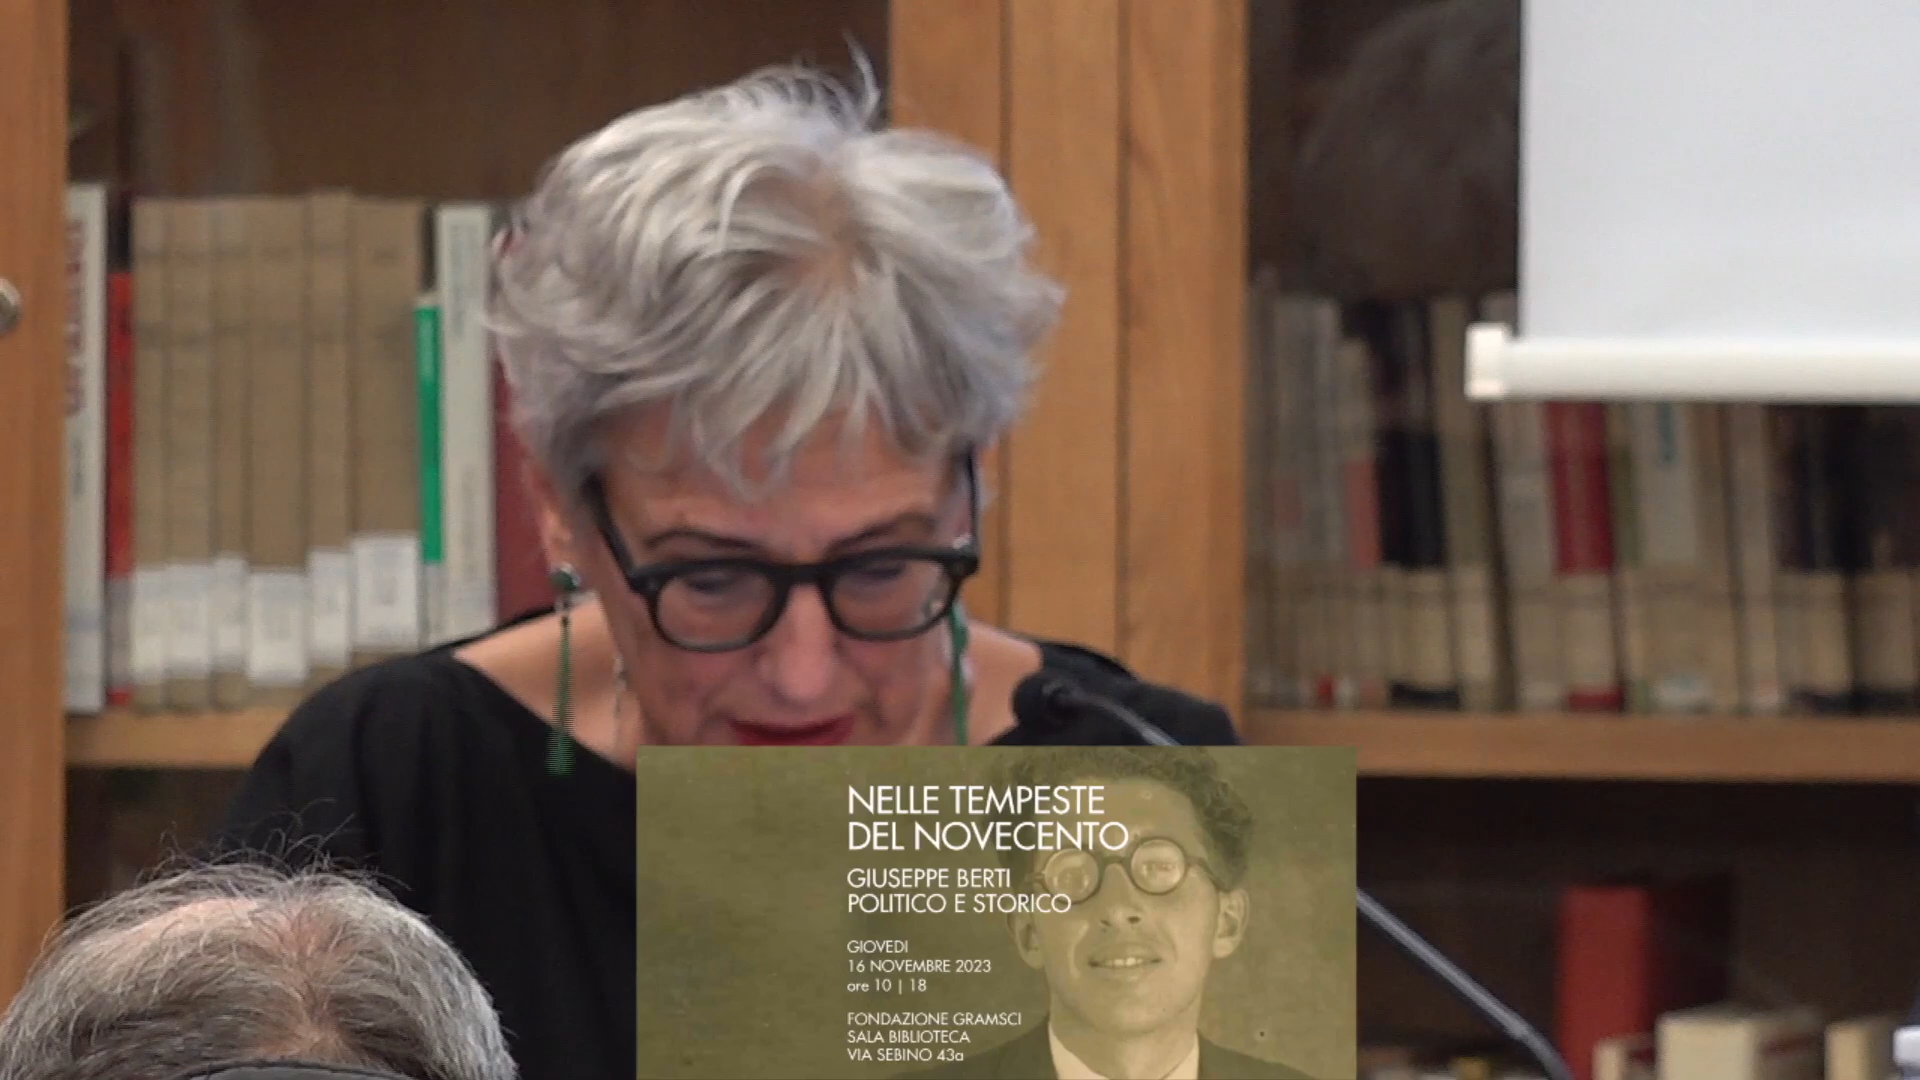 NELLE TEMPESTE
DEL NOVECENTO
GIUSEPPE BERTI
POLITICO E STORICO
GIOVEDI
16 NOVEMBRE 2023
ore 10 | 18
FONDAZIONE GRAMSCI
SALA BIBLIOTECA
VIA SEBINO 43a